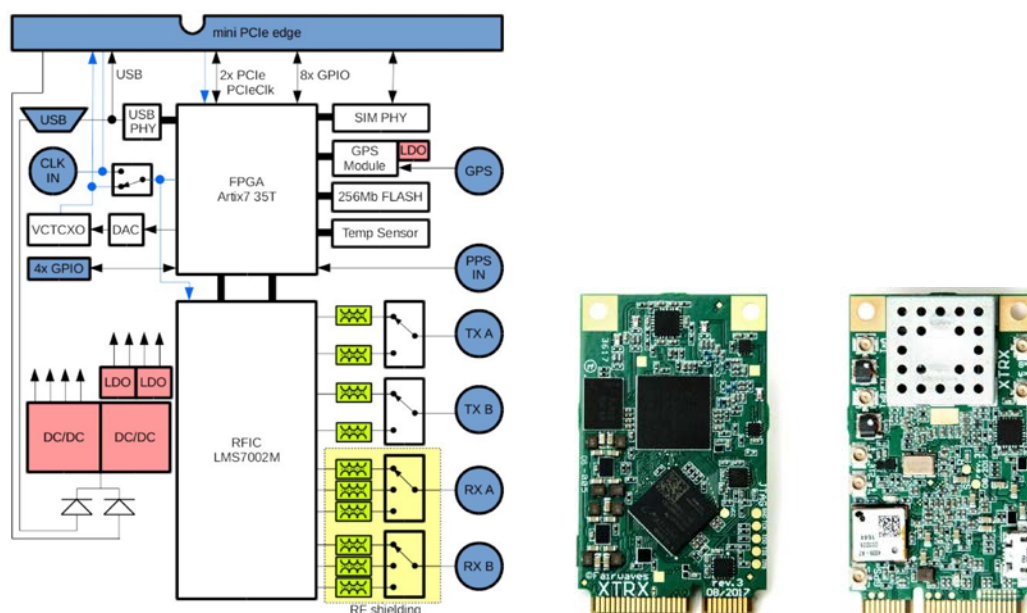 mini PCIe edge
USB
2x PCIe
PCIeClk
8x GPIO
USB
USB
PHY
SIM PHY
CLK
IN
FPGA
Artix7 35T
GPS
Module
LDO
GPS
256Mb FLASH
VCTCXO
DAC
Temp Sensor
4x GPIO
PPS
IN
TX A
LDO
LDO
TX B
DC/DC
DC/DC
RFIC
LMS7002M
RX A
RX B
RF shielding
3617
XTRX
©Fairwaves
XTRX
rev.3
08/2017